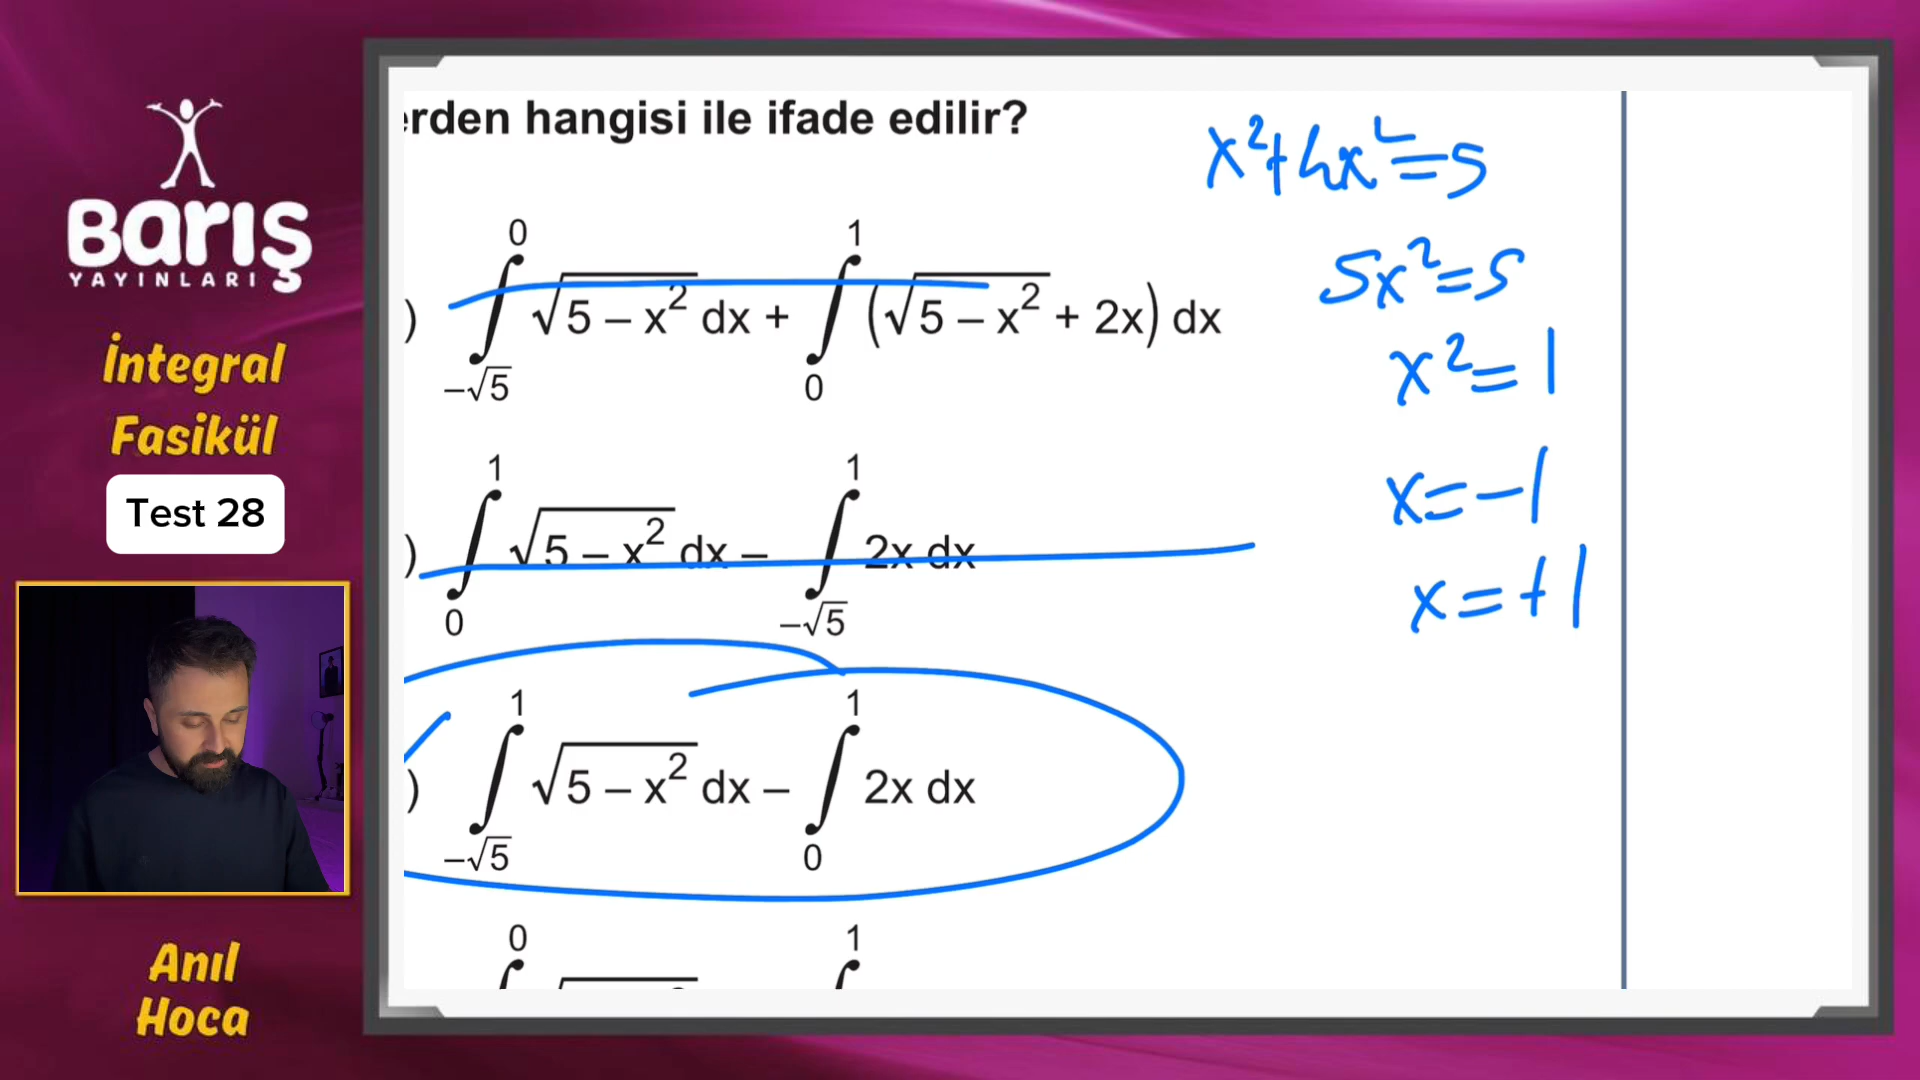 BARIŞ
YAYINLARI
İntegral
Fasikül
Test 28
Anıl
Hoca
erden hangisi ile ifade edilir?
) ∫_{–√5}^{0} √(5 – x²) dx + ∫_{0}^{1} (√(5 – x²) + 2x) dx
) ∫_{0}^{1} √(5 – x²) dx – ∫_{–√5}^{1} 2x dx
) ∫_{–√5}^{1} √(5 – x²) dx – ∫_{0}^{1} 2x dx
0 1
x²+4x²=5
5x²=5
x²=1
x=-1
x=+1